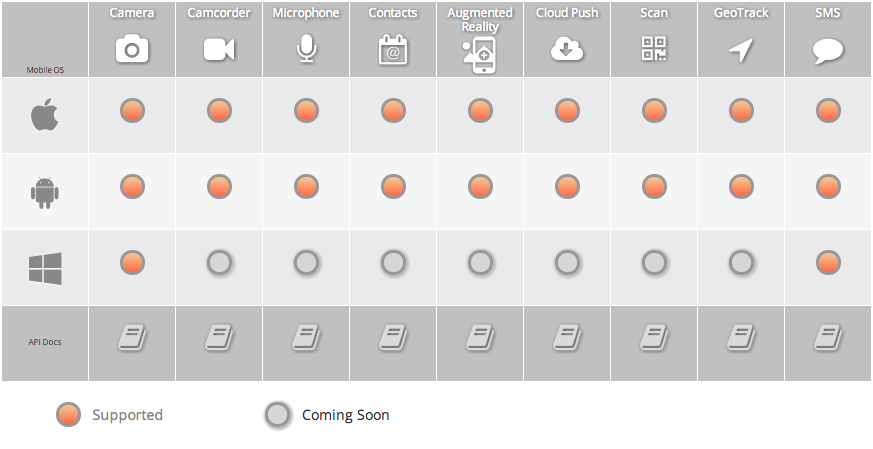 Camera
Camcorder
Microphone
Contacts
Augmented
Reality
Cloud Push
Scan
GeoTrack
SMS
Mobile OS
@
API Docs
Supported
Coming Soon